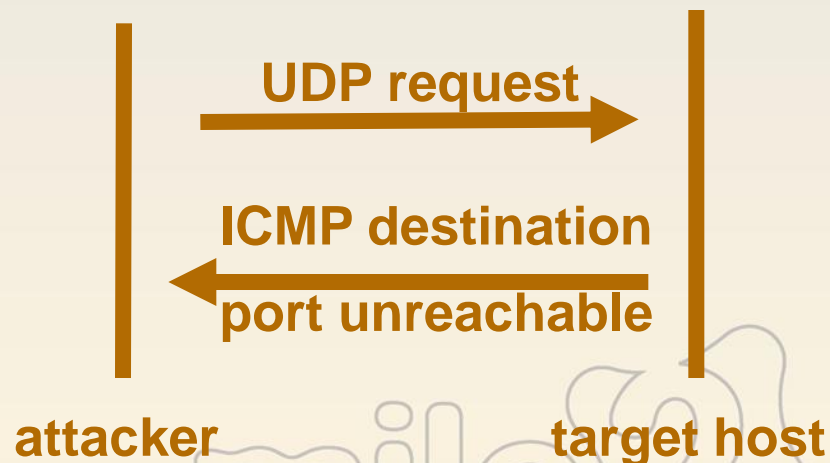 UDP request
ICMP destination
port unreachable
attacker
target host